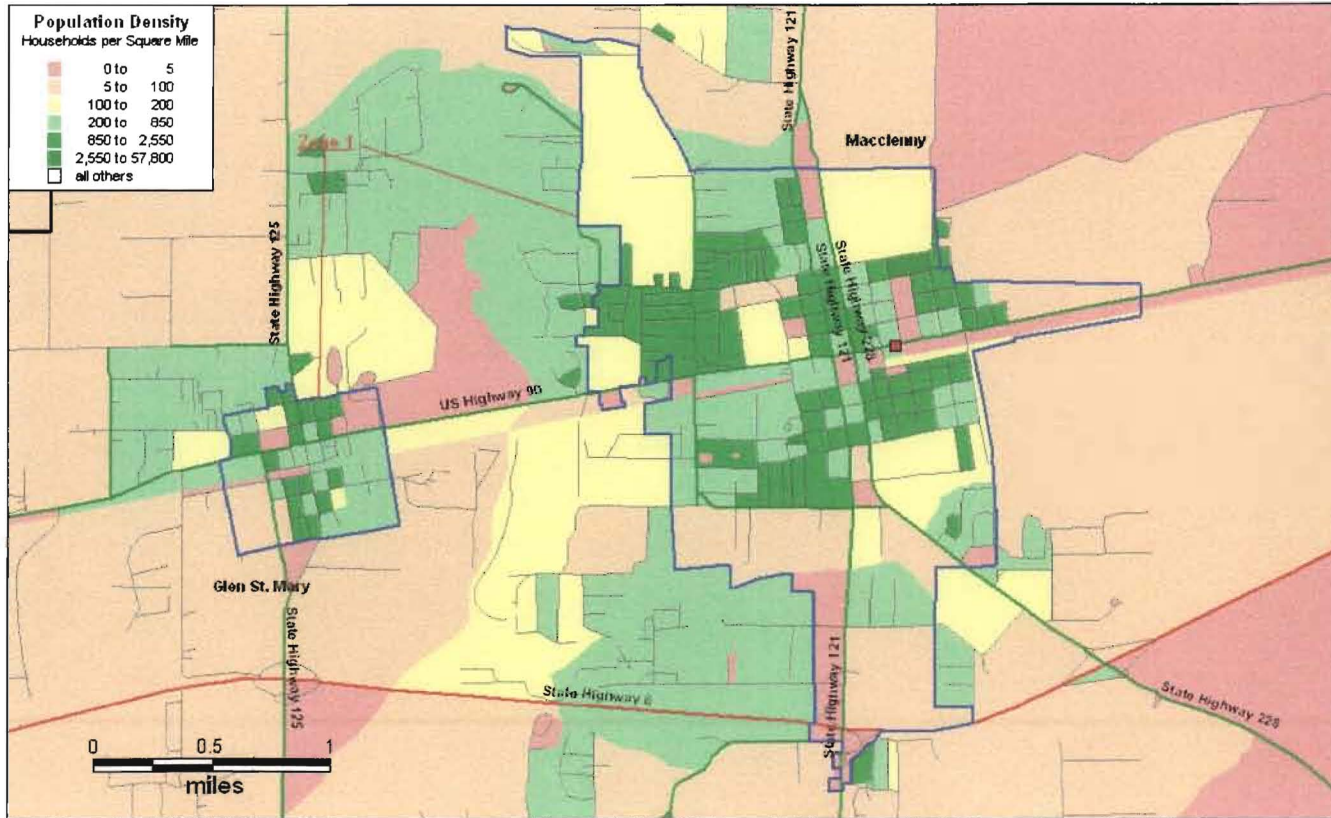 Population Density
Households per Square Mile
0 to 5
5 to 100
100 to 200
200 to 850
850 to 2,550
2,550 to 57,800
all others
Zone 1
State Highway 121
Macclenny
State Highway 125
State Highway 121
State Highway 228
US Highway 90
Glen St. Mary
State Highway 125
State Highway 8
State Highway 121
State Highway 228
0 0.5 1
miles